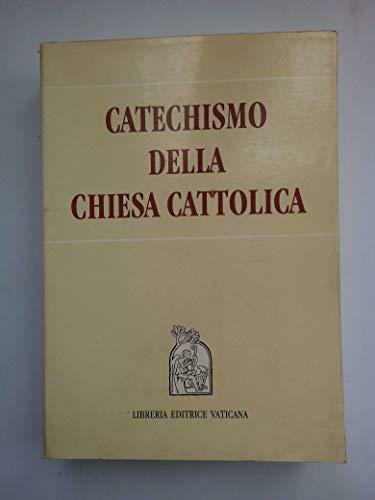 CATECHISMO
DELLA
CHIESA CATTOLICA
LIBRERIA EDITRICE VATICANA